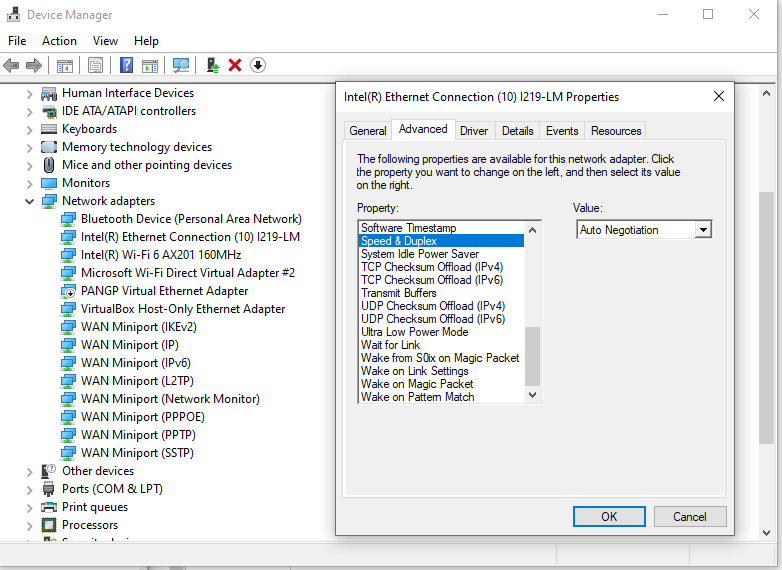 Device Manager
File Action View Help
Human Interface Devices
IDE ATA/ATAPI controllers
Keyboards
Memory technology devices
Mice and other pointing devices
Monitors
Network adapters
Bluetooth Device (Personal Area Network)
Intel(R) Ethernet Connection (10) I219-LM
Intel(R) Wi-Fi 6 AX201 160MHz
Microsoft Wi-Fi Direct Virtual Adapter #2
PANGP Virtual Ethernet Adapter
VirtualBox Host-Only Ethernet Adapter
WAN Miniport (IKEv2)
WAN Miniport (IP)
WAN Miniport (IPv6)
WAN Miniport (L2TP)
WAN Miniport (Network Monitor)
WAN Miniport (PPPOE)
WAN Miniport (PPTP)
WAN Miniport (SSTP)
Other devices
Ports (COM & LPT)
Print queues
Processors
Intel(R) Ethernet Connection (10) I219-LM Properties
General Advanced Driver Details Events Resources
The following properties are available for this network adapter. Click
the property you want to change on the left, and then select its value
on the right.
Property:
Software Timestamp
Speed & Duplex
System Idle Power Saver
TCP Checksum Offload (IPv4)
TCP Checksum Offload (IPv6)
Transmit Buffers
UDP Checksum Offload (IPv4)
UDP Checksum Offload (IPv6)
Ultra Low Power Mode
Wait for Link
Wake from S0ix on Magic Packet
Wake on Link Settings
Wake on Magic Packet
Wake on Pattern Match
Value:
Auto Negotiation
OK Cancel